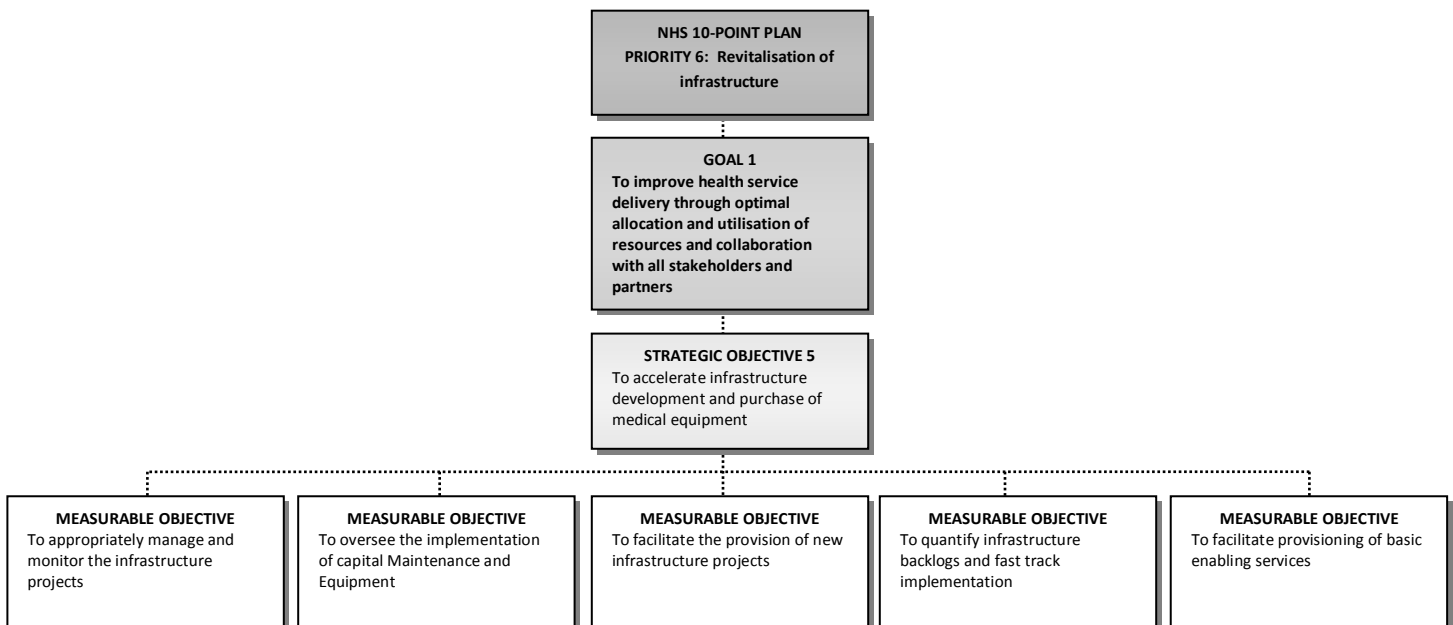 NHS 10-POINT PLAN
PRIORITY 6:  Revitalisation of
infrastructure
GOAL 1
To improve health service
delivery through optimal
allocation and utilisation of
resources and collaboration
with all stakeholders and
partners
STRATEGIC OBJECTIVE 5
To accelerate infrastructure
development and purchase of
medical equipment
MEASURABLE OBJECTIVE
To appropriately manage and
monitor the infrastructure
projects
MEASURABLE OBJECTIVE
To oversee the implementation
of capital Maintenance and
Equipment
MEASURABLE OBJECTIVE
To facilitate the provision of new
infrastructure projects
MEASURABLE OBJECTIVE
To quantify infrastructure
backlogs and fast track
implementation
MEASURABLE OBJECTIVE
To facilitate provisioning of basic
enabling services